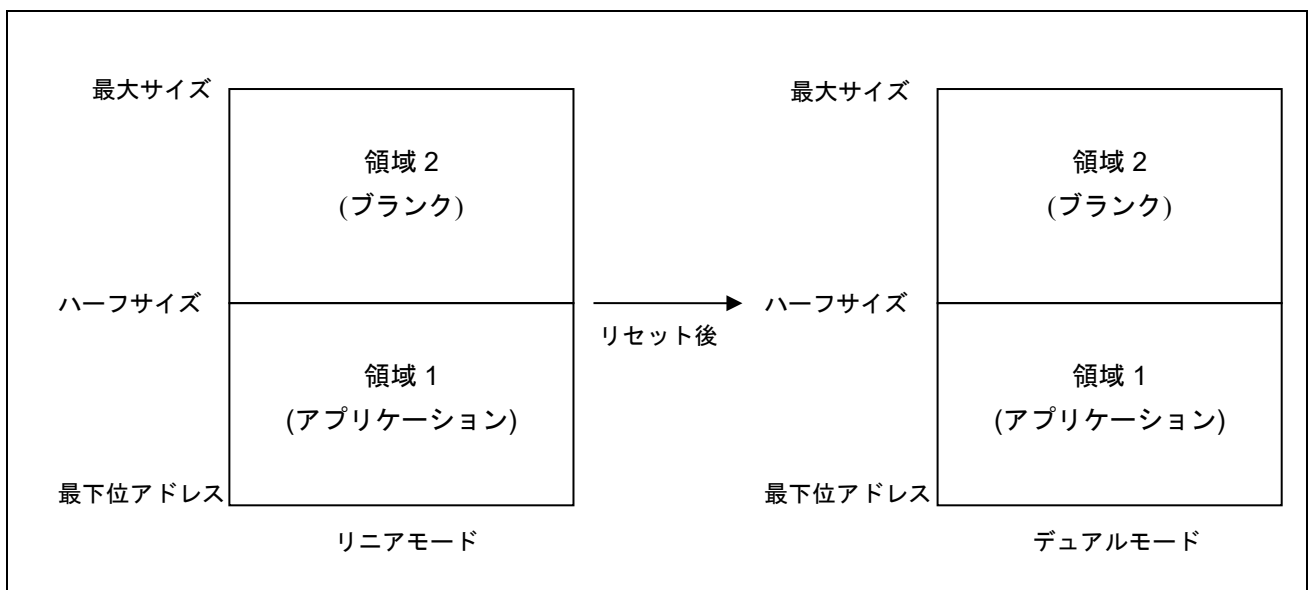 最大サイズ
領域 2
(ブランク)
ハーフサイズ
領域 1
(アプリケーション)
最下位アドレス
リニアモード
リセット後
最大サイズ
領域 2
(ブランク)
ハーフサイズ
領域 1
(アプリケーション)
最下位アドレス
デュアルモード